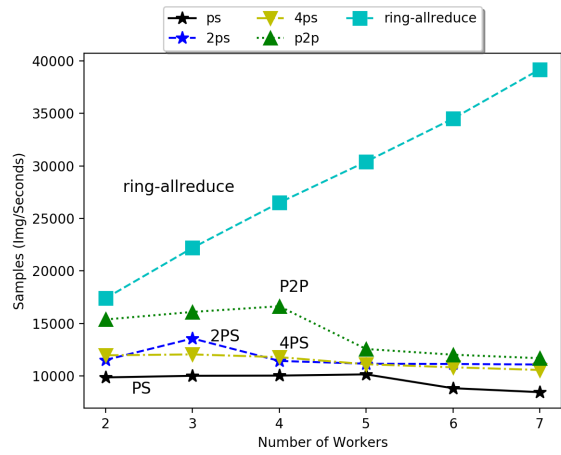 ps 4ps ring-allreduce
2ps p2p
40000
35000
30000
25000
20000
15000
10000
Samples (Img/Seconds)
ring-allreduce
P2P
2PS
4PS
PS
2 3 4 5 6 7
Number of Workers